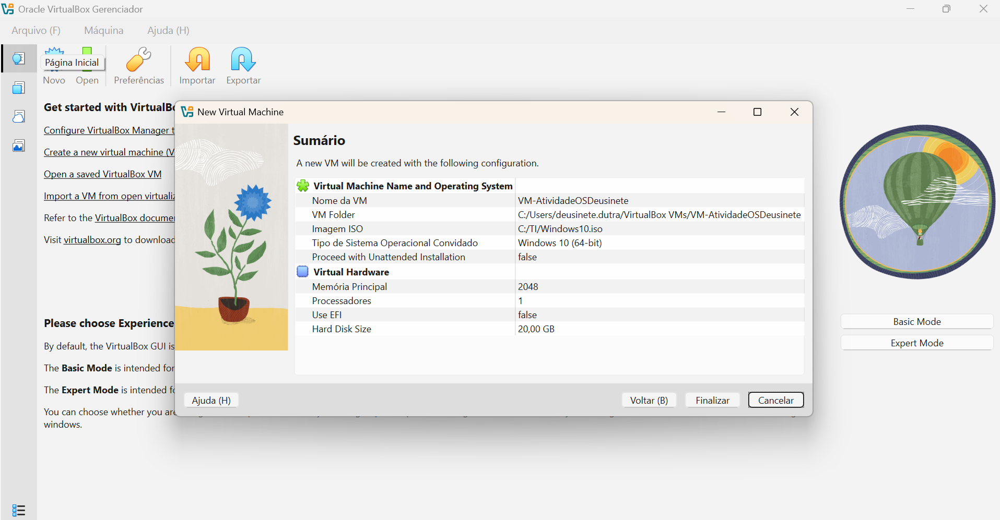 Oracle VirtualBox Gerenciador
Arquivo (F) Máquina Ajuda (H)
Página Inicial
Novo Open Preferências Importar Exportar
Get started with VirtualBo
Configure VirtualBox Manager t
Create a new virtual machine (V
Open a saved VirtualBox VM
Import a VM from open virtualiz
Refer to the VirtualBox documen
Visit virtualbox.org to download
Please choose Experience
By default, the VirtualBox GUI is
The Basic Mode is intended for
The Expert Mode is intended fo
You can choose whether you are
windows.
New Virtual Machine
Sumário
A new VM will be created with the following configuration.
Virtual Machine Name and Operating System
Nome da VM VM-AtividadeOSDeusinete
VM Folder C:/Users/deusinete.dutra/VirtualBox VMs/VM-AtividadeOSDeusinete
Imagem ISO C:/TI/Windows10.iso
Tipo de Sistema Operacional Convidado Windows 10 (64-bit)
Proceed with Unattended Installation false
Virtual Hardware
Memória Principal 2048
Processadores 1
Use EFI false
Hard Disk Size 20,00 GB
Ajuda (H) Voltar (B) Finalizar Cancelar
Basic Mode
Expert Mode